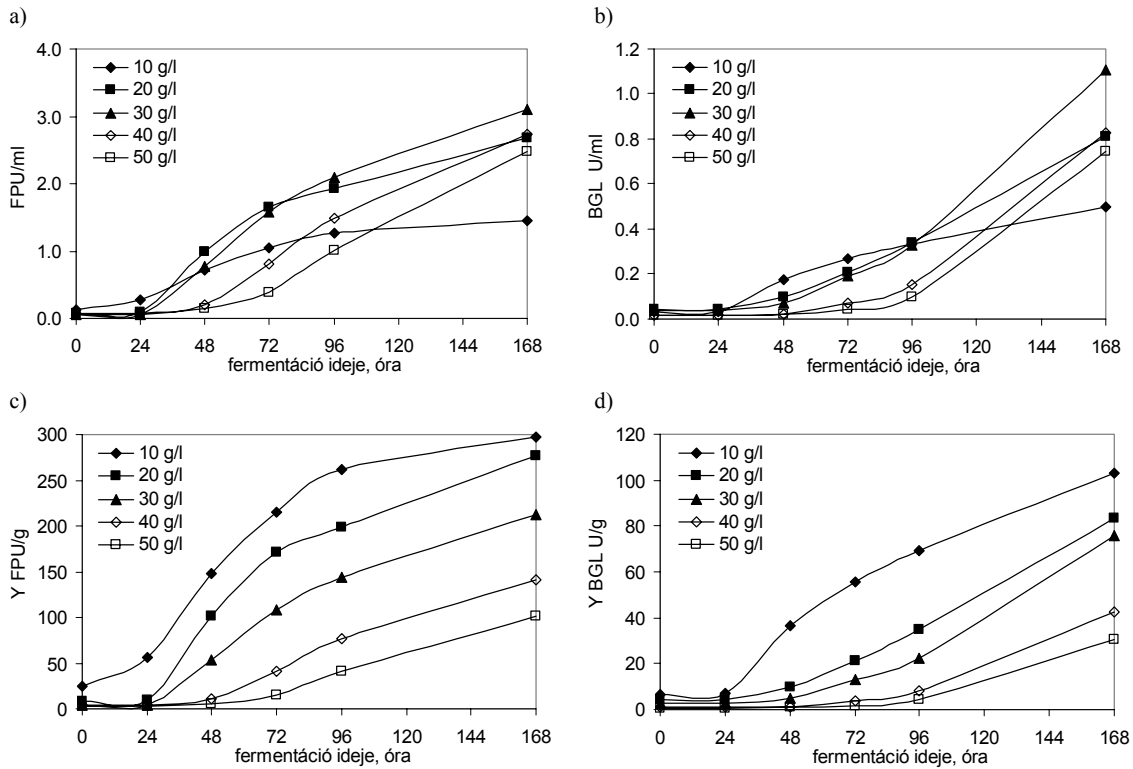 a)
4.0
3.0
2.0
1.0
0.0
FPU/ml
10 g/l
20 g/l
30 g/l
40 g/l
50 g/l
0 24 48 72 96 120 144 168
fermentáció ideje, óra
b)
1.2
1.0
0.8
0.6
0.4
0.2
0.0
BGL U/ml
10 g/l
20 g/l
30 g/l
40 g/l
50 g/l
0 24 48 72 96 120 144 168
fermentáció ideje, óra
c)
300
250
200
150
100
50
0
Y FPU/g
10 g/l
20 g/l
30 g/l
40 g/l
50 g/l
0 24 48 72 96 120 144 168
fermentáció ideje, óra
d)
120
100
80
60
40
20
0
Y BGL U/g
10 g/l
20 g/l
30 g/l
40 g/l
50 g/l
0 24 48 72 96 120 144 168
fermentáció ideje, óra